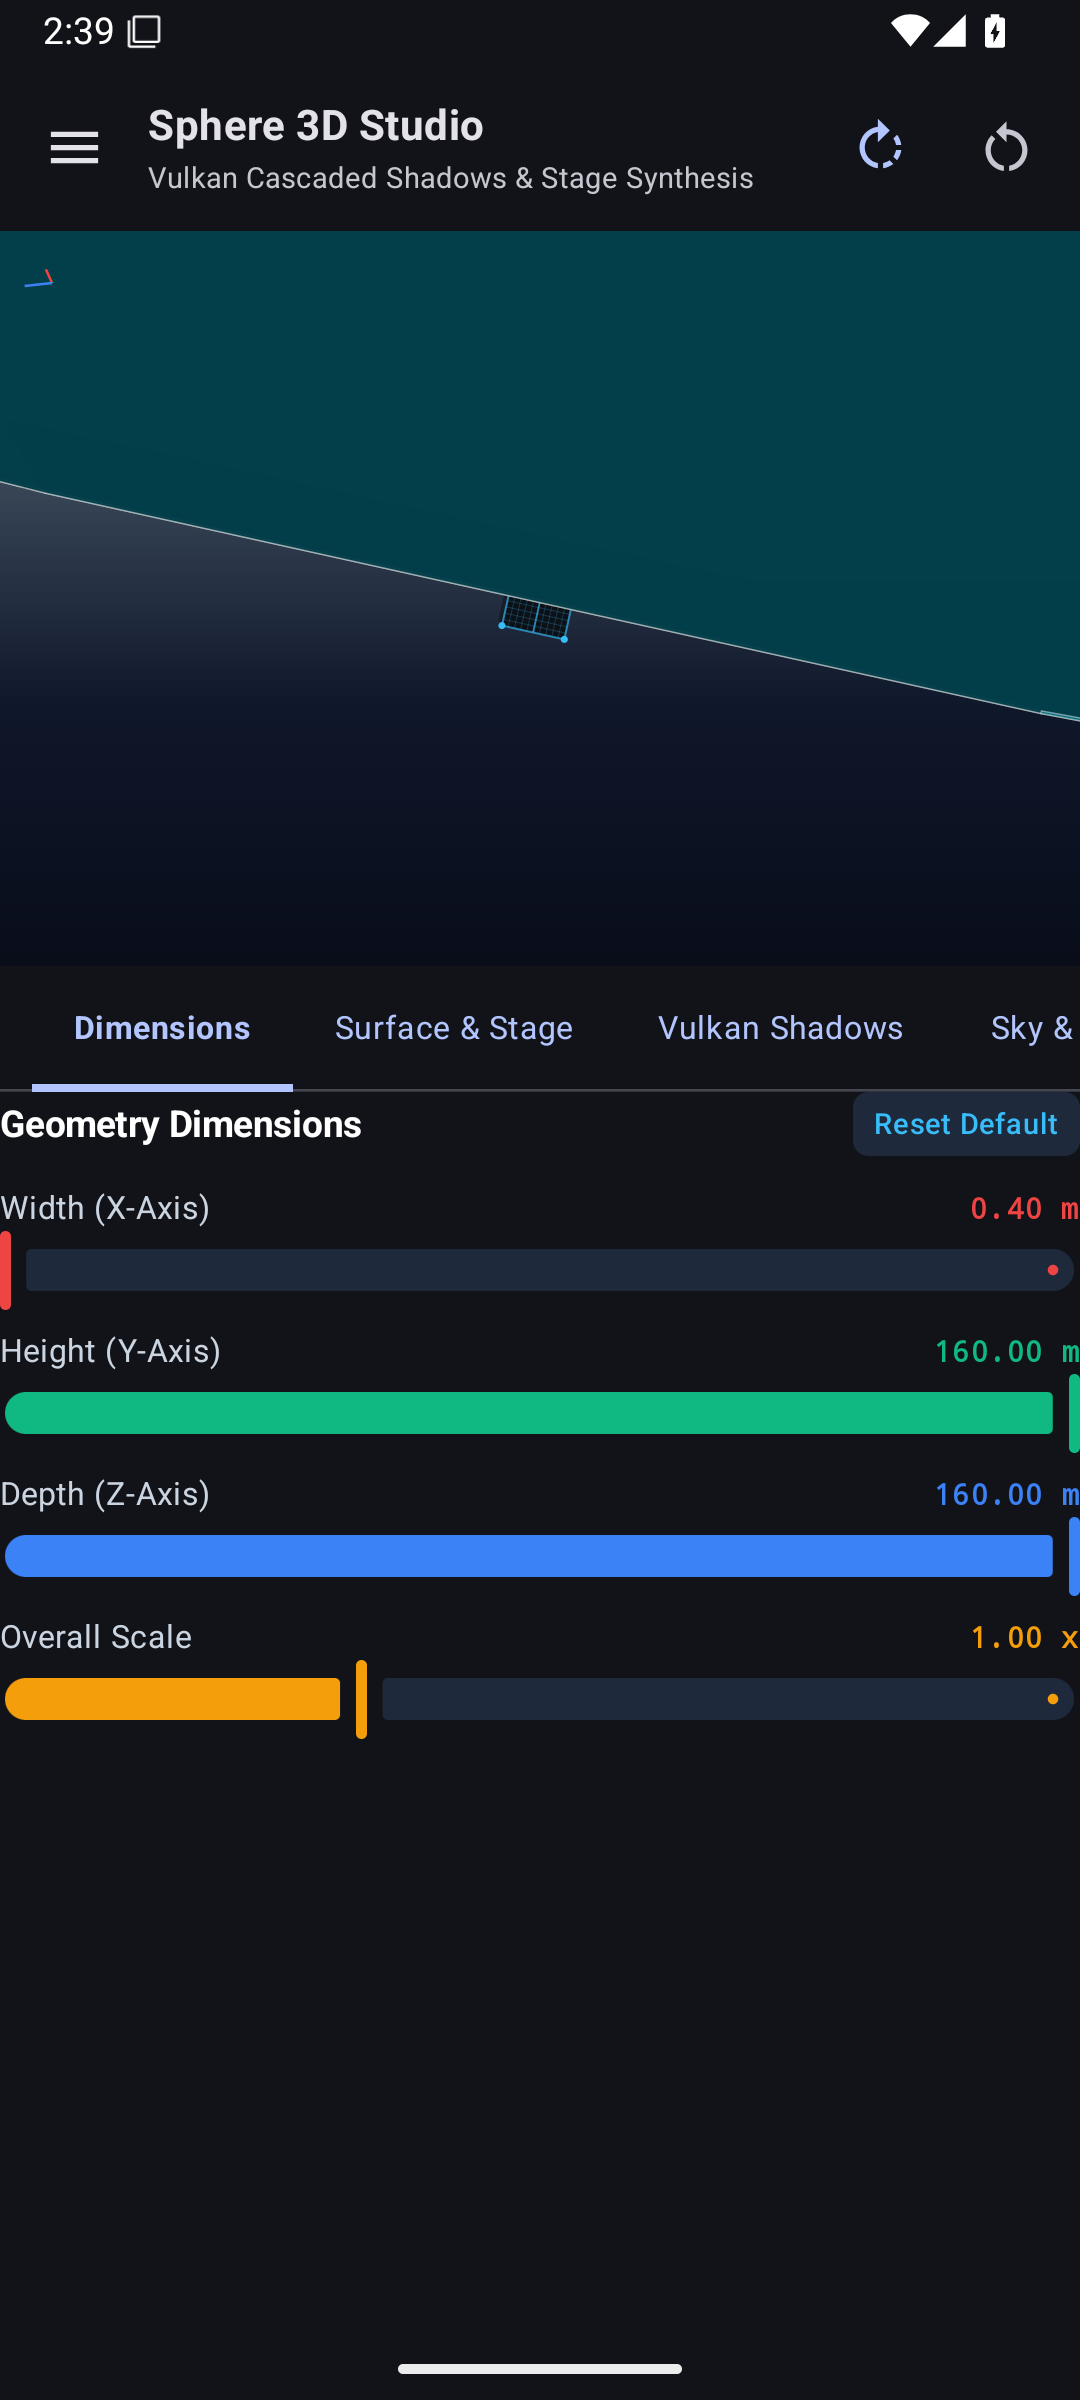 2:39
Sphere 3D Studio
Vulkan Cascaded Shadows & Stage Synthesis
Dimensions
Surface & Stage
Vulkan Shadows
Sky &
Geometry Dimensions
Reset Default
Width (X-Axis)
0.40 m
Height (Y-Axis)
160.00 m
Depth (Z-Axis)
160.00 m
Overall Scale
1.00 x